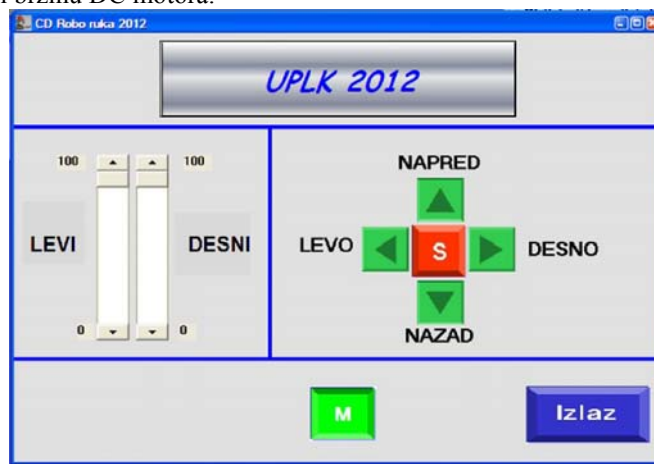 CD Robo ruka 2012
UPLK 2012
100
100
LEVI
DESNI
0
0
NAPRED
LEVO
S
DESNO
NAZAD
M
Izlaz